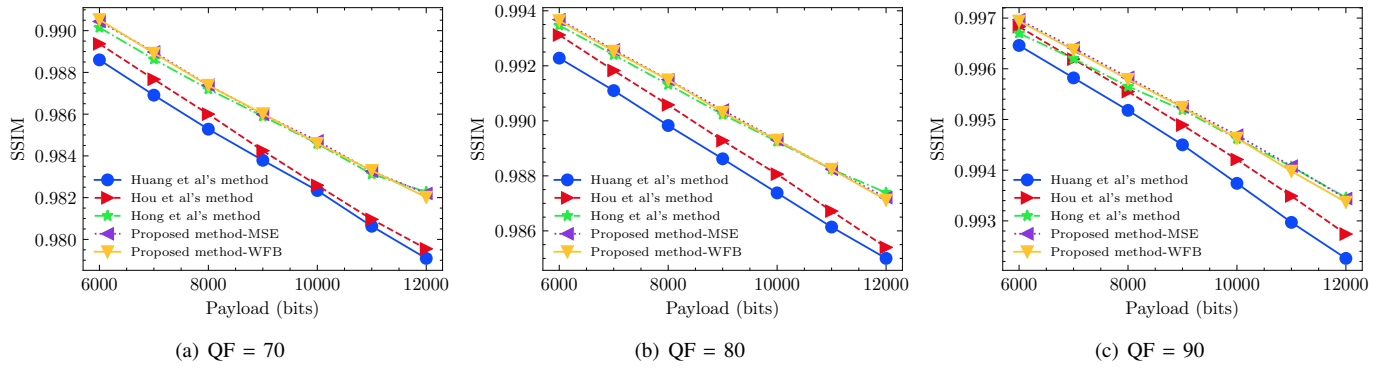 SSIM
0.990
0.988
0.986
0.984
0.982
0.980
Huang et al's method
Hou et al's method
Hong et al's method
Proposed method-MSE
Proposed method-WFB
6000 8000 10000 12000
Payload (bits)
(a) QF = 70
SSIM
0.994
0.992
0.990
0.988
0.986
Huang et al's method
Hou et al's method
Hong et al's method
Proposed method-MSE
Proposed method-WFB
6000 8000 10000 12000
Payload (bits)
(b) QF = 80
SSIM
0.997
0.996
0.995
0.994
0.993
Huang et al's method
Hou et al's method
Hong et al's method
Proposed method-MSE
Proposed method-WFB
6000 8000 10000 12000
Payload (bits)
(c) QF = 90